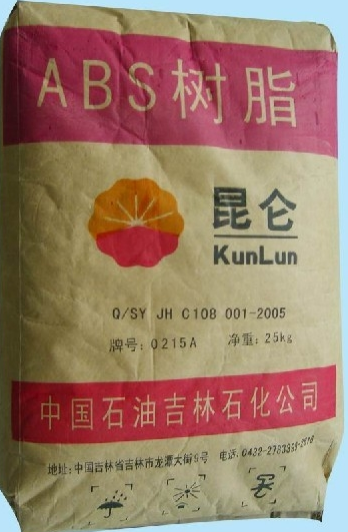 ABS树脂
昆仑
KunLun
Q/SY JH C108 001-2005
牌号: 0215A 净重: 25kg
中国石油吉林石化公司
地址: 中国吉林省吉林市龙潭大街9号 电话: